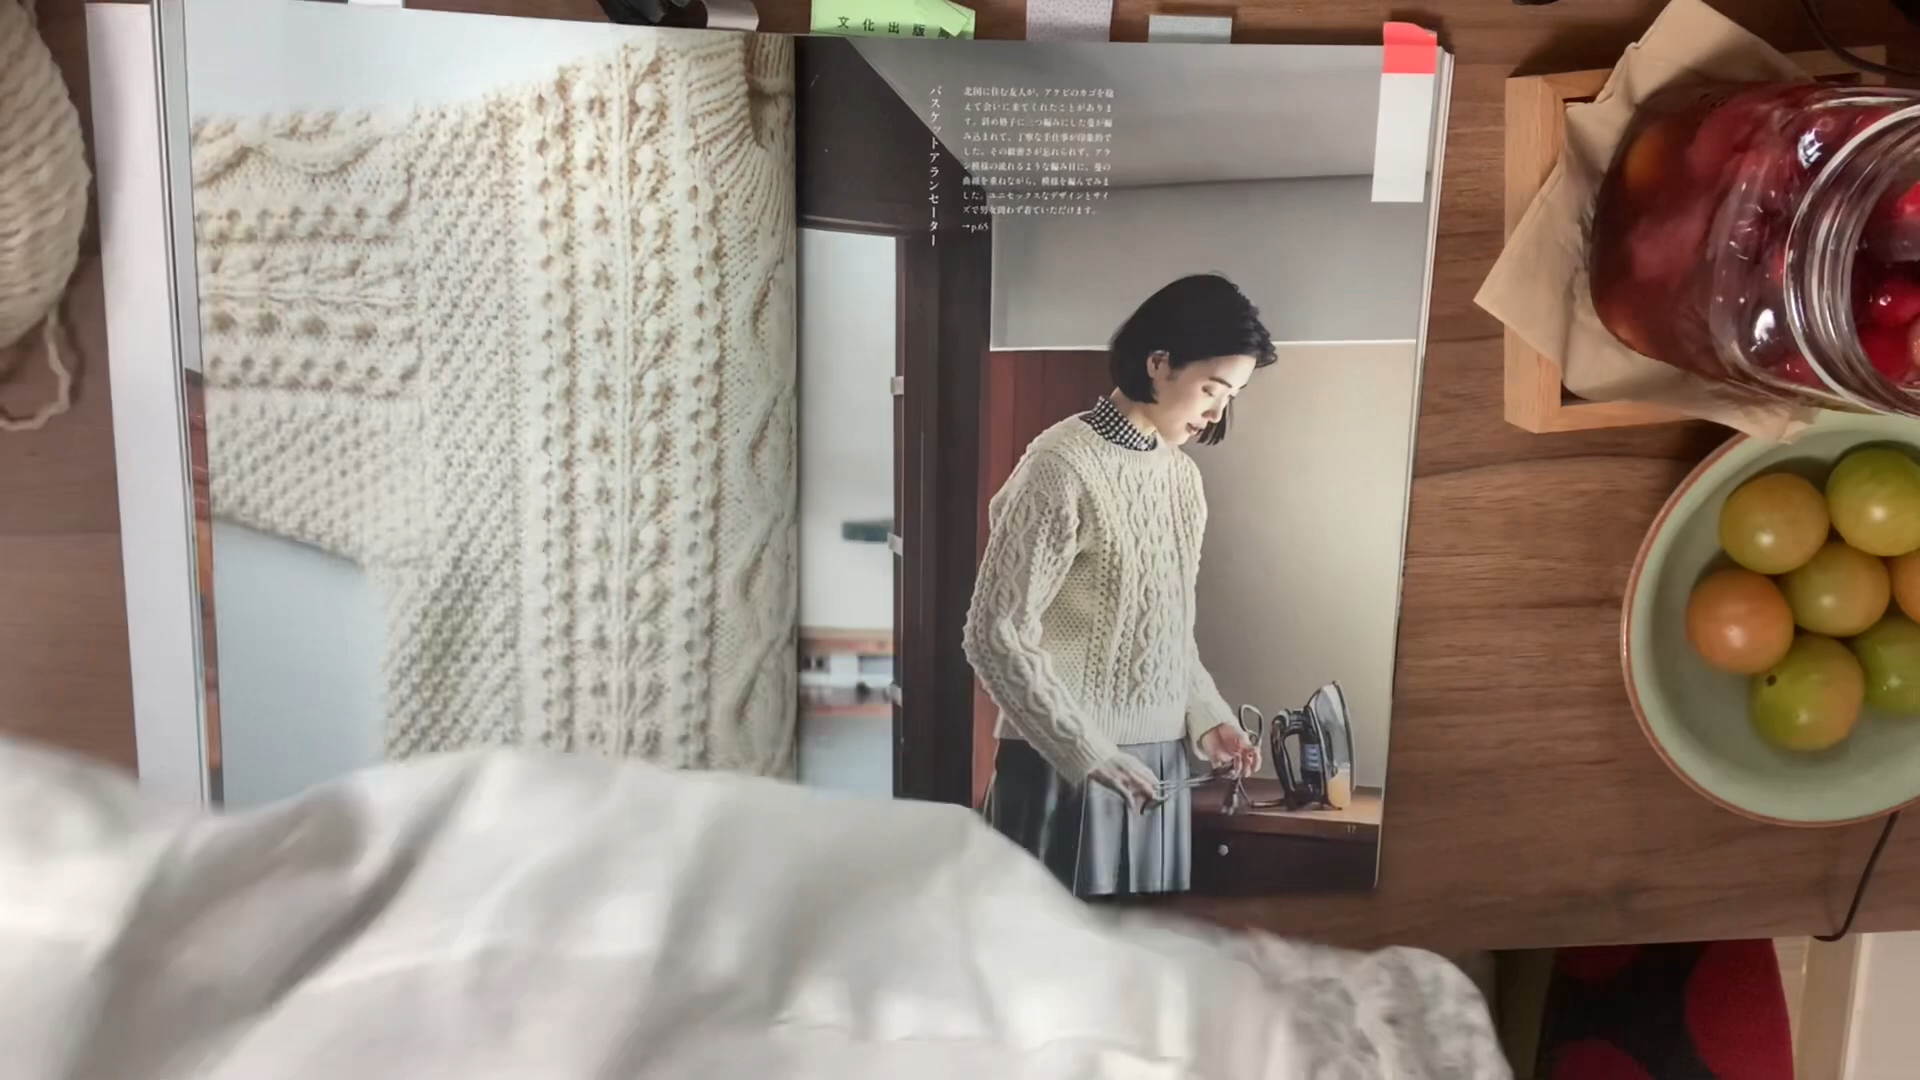 文化出版
バスケットアランセーター
北国に住む友人が、アケビのカゴを抱
えて会いに来てくれたことがありま
す。斜め格子に三つ編みにした蔓が編
み込まれて、丁寧な手仕事が印象的で
した。その緻密さが忘れられず、アラ
ン模様の流れるような編み目に、蔓の
曲線を重ねながら、模様を編んでみま
した。ユニセックスなデザインとサイ
ズで男女問わず着ていただけます。
→p.65
17